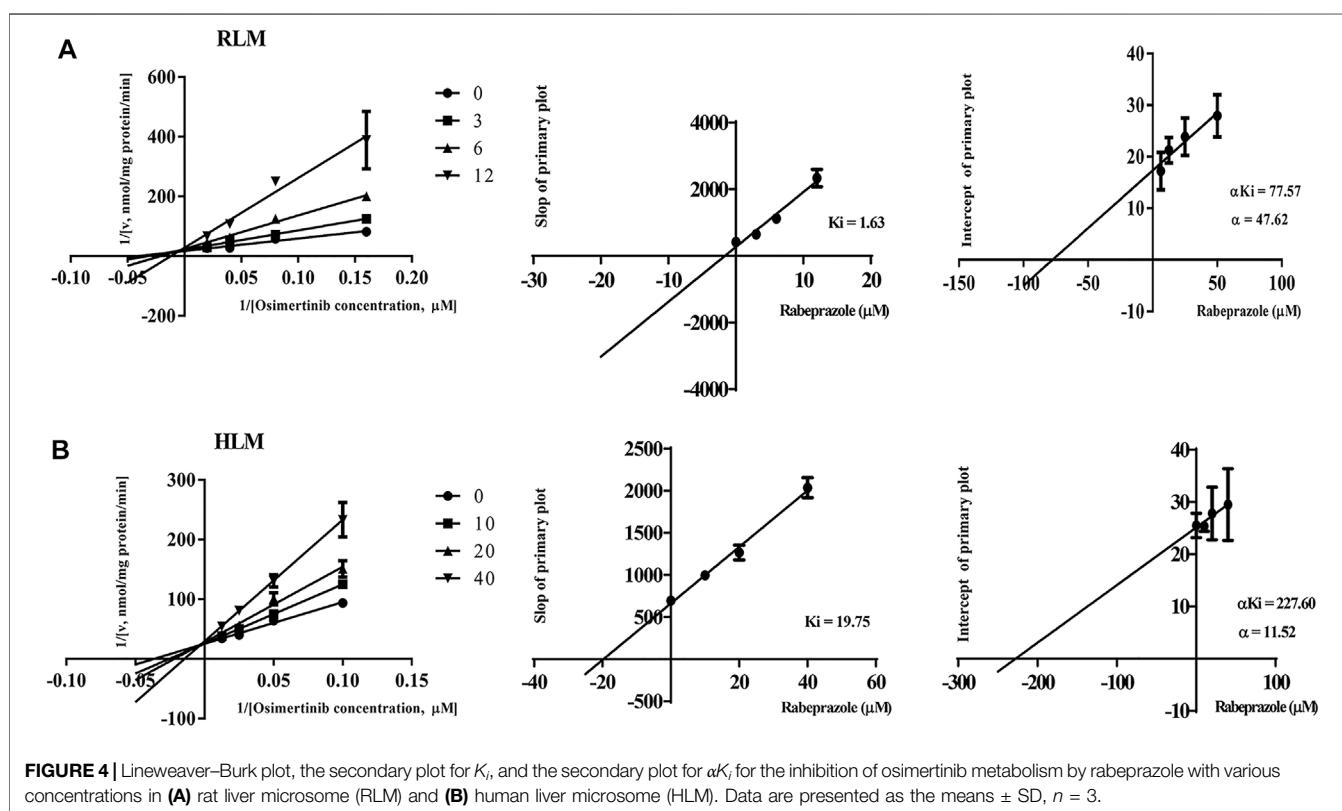 A
RLM
1/[v, nmol/mg protein/min]
600
400
200
-200
-0.10
-0.05
0.05
0.10
0.15
0.20
1/[Osimertinib concentration, μM]
0
3
6
12
Slop of primary plot
4000
2000
-2000
-4000
-30
-20
-10
0
10
20
Rabeprazole (μM)
Ki = 1.63
Intercept of primary plot
40
30
20
10
-10
-150
-100
-50
0
50
100
Rabeprazole (μM)
αKi = 77.57
α = 47.62
B
HLM
1/[v, nmol/mg protein/min]
300
200
100
-100
-0.10
-0.05
0.05
0.10
0.15
1/[Osimertinib concentration, μM]
0
10
20
40
Slop of primary plot
2500
2000
1500
1000
500
-500
-40
-20
0
20
40
60
Rabeprazole (μM)
Ki = 19.75
Intercept of primary plot
40
30
20
10
-10
-300
-200
-100
0
100
Rabeprazole (μM)
αKi = 227.60
α = 11.52
FIGURE 4 | Lineweaver–Burk plot, the secondary plot for Ki, and the secondary plot for αKi for the inhibition of osimertinib metabolism by rabeprazole with various
concentrations in (A) rat liver microsome (RLM) and (B) human liver microsome (HLM). Data are presented as the means ± SD, n = 3.